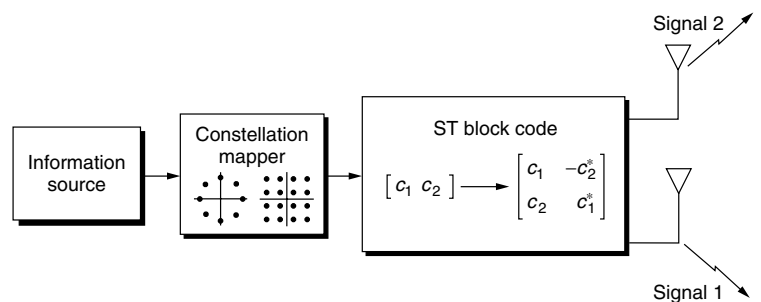 Information
source
Constellation
mapper
ST block code
[c₁ c₂]
[c₁ −c₂*
c₂ c₁*]
Signal 2
Signal 1